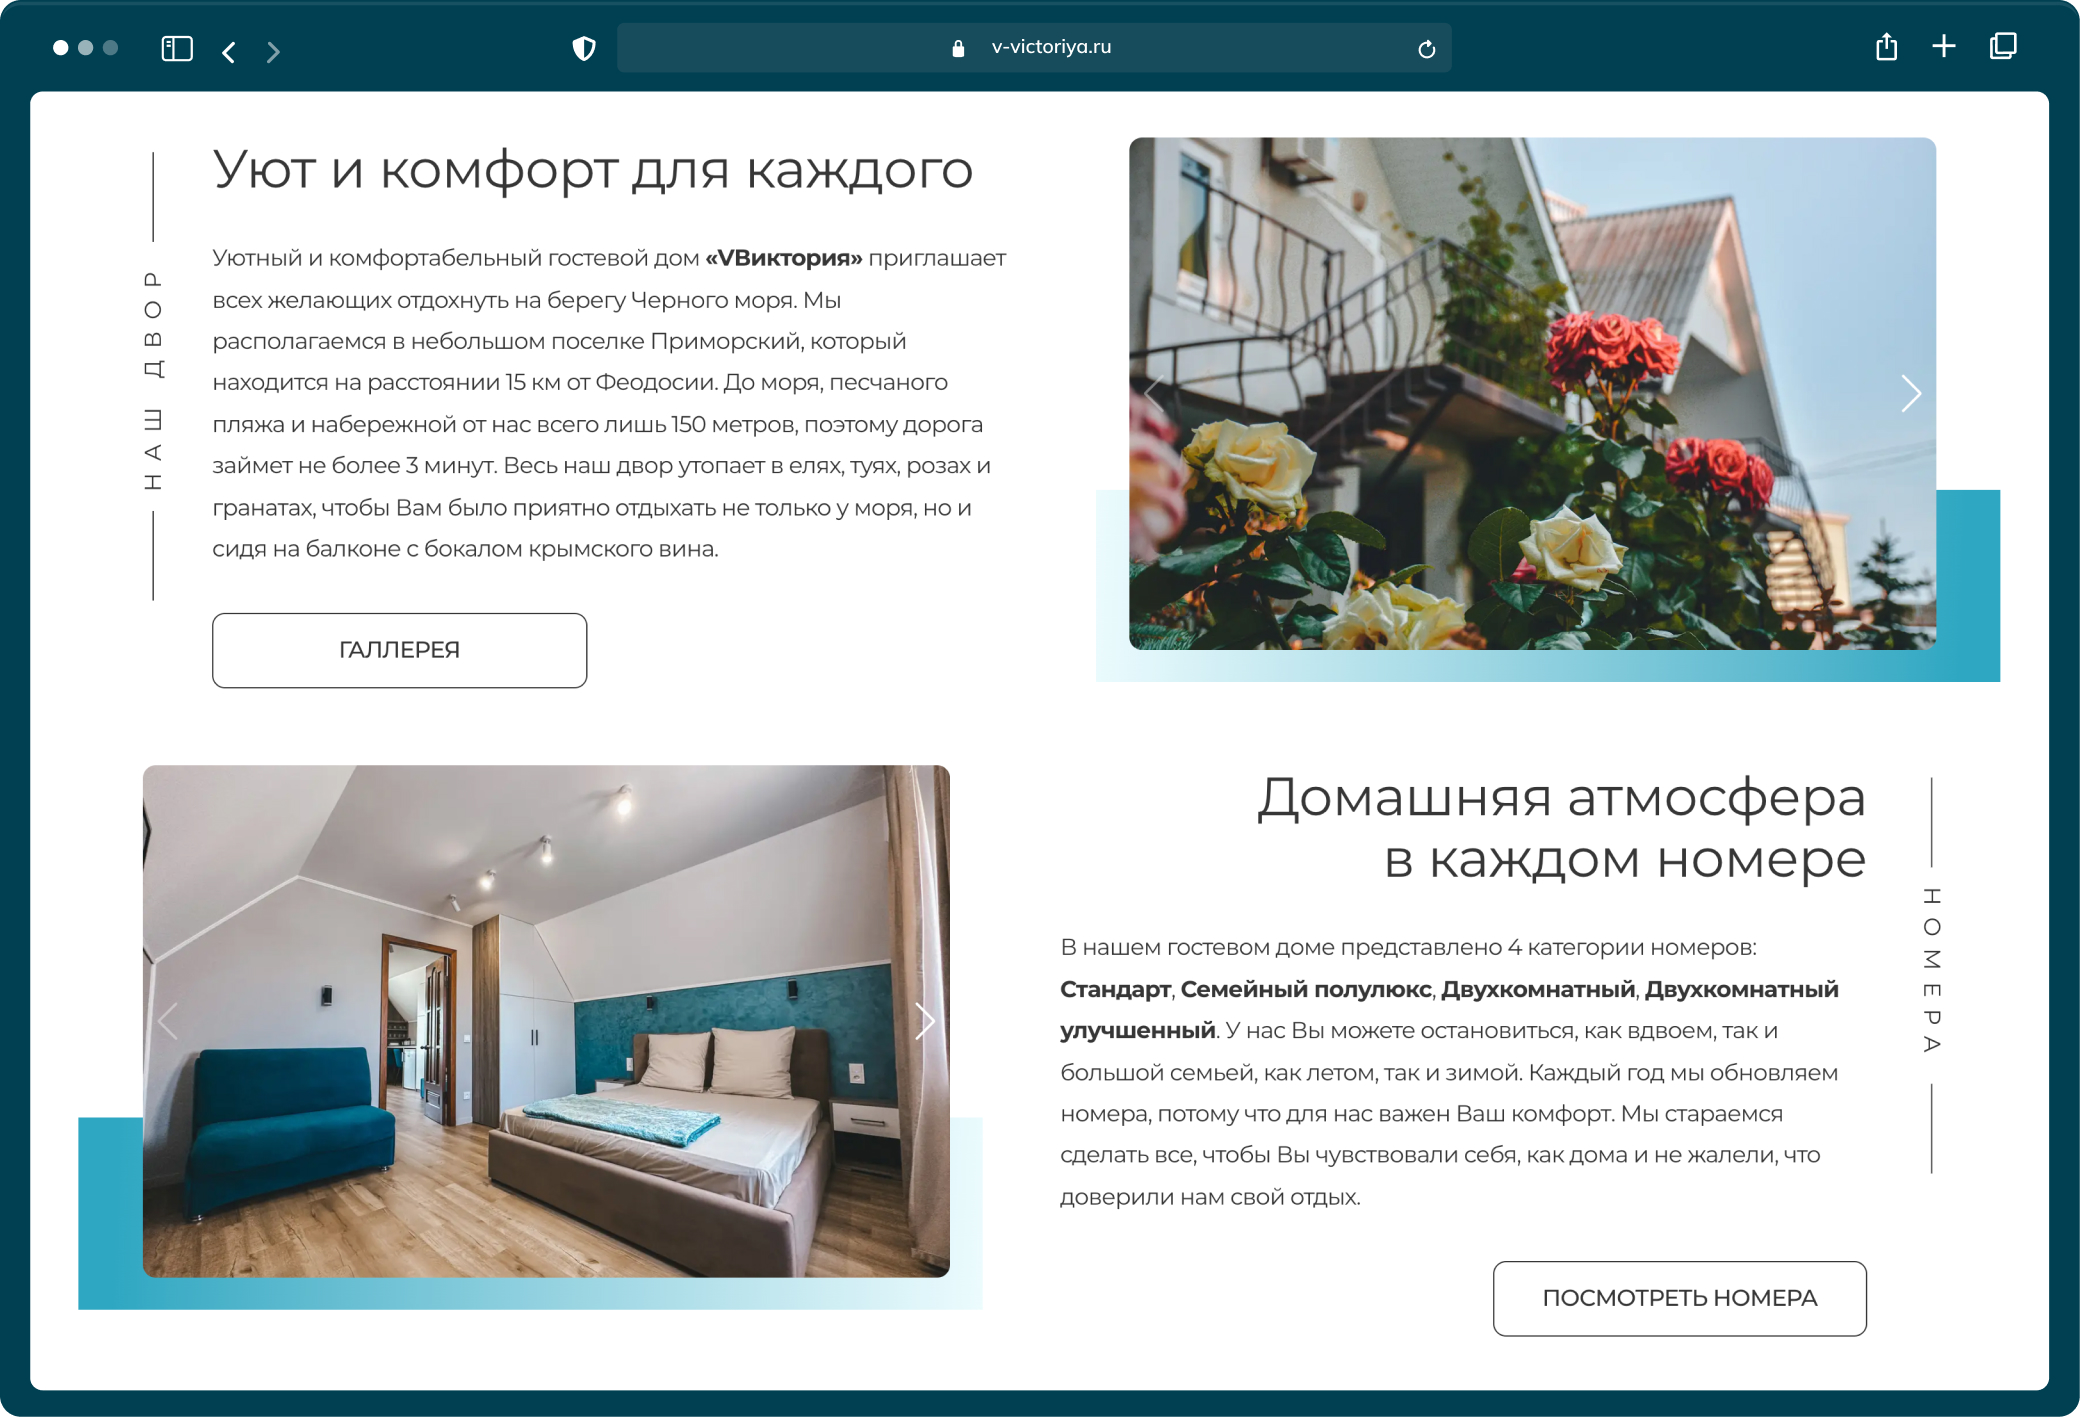 v-victoriya.ru
НАШ ДВОР
Уют и комфорт для каждого
Уютный и комфортабельный гостевой дом «VВиктория» приглашает
всех желающих отдохнуть на берегу Черного моря. Мы
располагаемся в небольшом поселке Приморский, который
находится на расстоянии 15 км от Феодосии. До моря, песчаного
пляжа и набережной от нас всего лишь 150 метров, поэтому дорога
займет не более 3 минут. Весь наш двор утопает в елях, туях, розах и
гранатах, чтобы Вам было приятно отдыхать не только у моря, но и
сидя на балконе с бокалом крымского вина.
ГАЛЛЕРЕЯ
Домашняя атмосфера
в каждом номере
НОМЕРА
В нашем гостевом доме представлено 4 категории номеров:
Стандарт, Семейный полулюкс, Двухкомнатный, Двухкомнатный
улучшенный. У нас Вы можете остановиться, как вдвоем, так и
большой семьей, как летом, так и зимой. Каждый год мы обновляем
номера, потому что для нас важен Ваш комфорт. Мы стараемся
сделать все, чтобы Вы чувствовали себя, как дома и не жалели, что
доверили нам свой отдых.
ПОСМОТРЕТЬ НОМЕРА